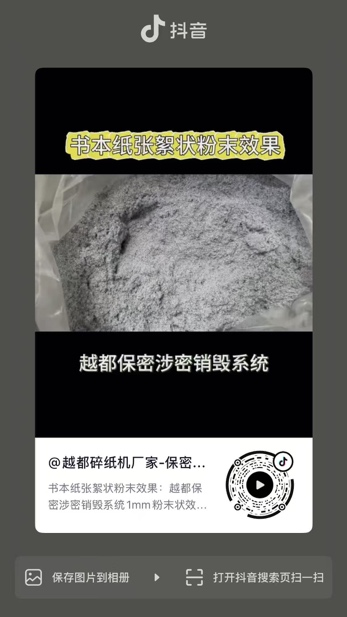 抖音
书本纸张絮状粉末效果
越都保密涉密销毁系统
@越都碎纸机厂家-保密...
书本纸张絮状粉末效果：越都保
密涉密销毁系统1mm粉末状效...
保存图片到相册
打开抖音搜索页扫一扫